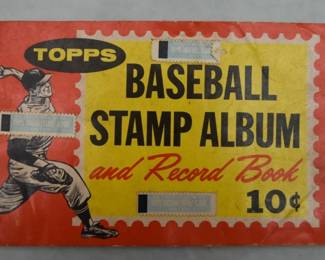 TOPPS
BASEBALL
STAMP ALBUM
and Record Book
10¢